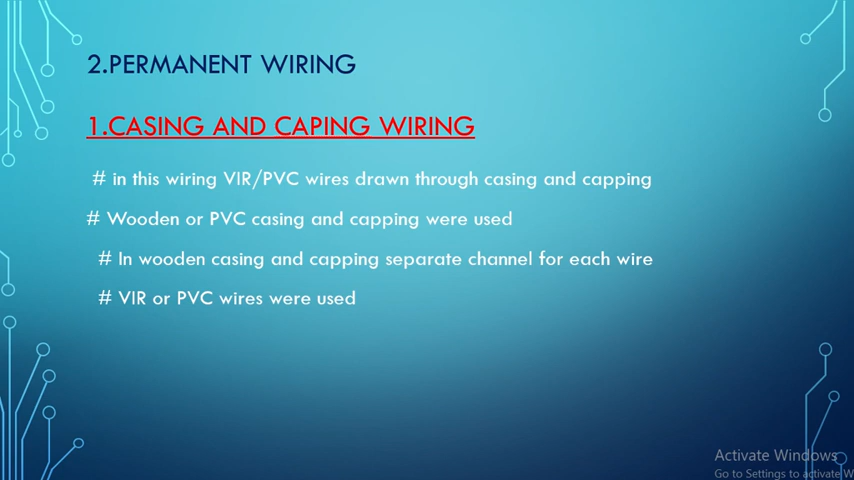 2.PERMANENT WIRING
1.CASING AND CAPING WIRING
# in this wiring VIR/PVC wires drawn through casing and capping
# Wooden or PVC casing and capping were used
# In wooden casing and capping separate channel for each wire
# VIR or PVC wires were used
Activate Windows
Go to Settings to activate W